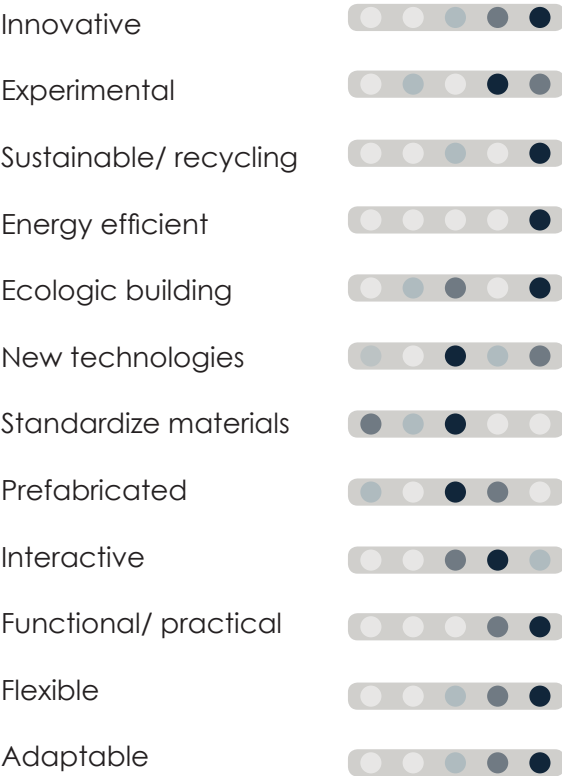 Innovative
Experimental
Sustainable/ recycling
Energy efficient
Ecologic building
New technologies
Standardize materials
Prefabricated
Interactive
Functional/ practical
Flexible
Adaptable